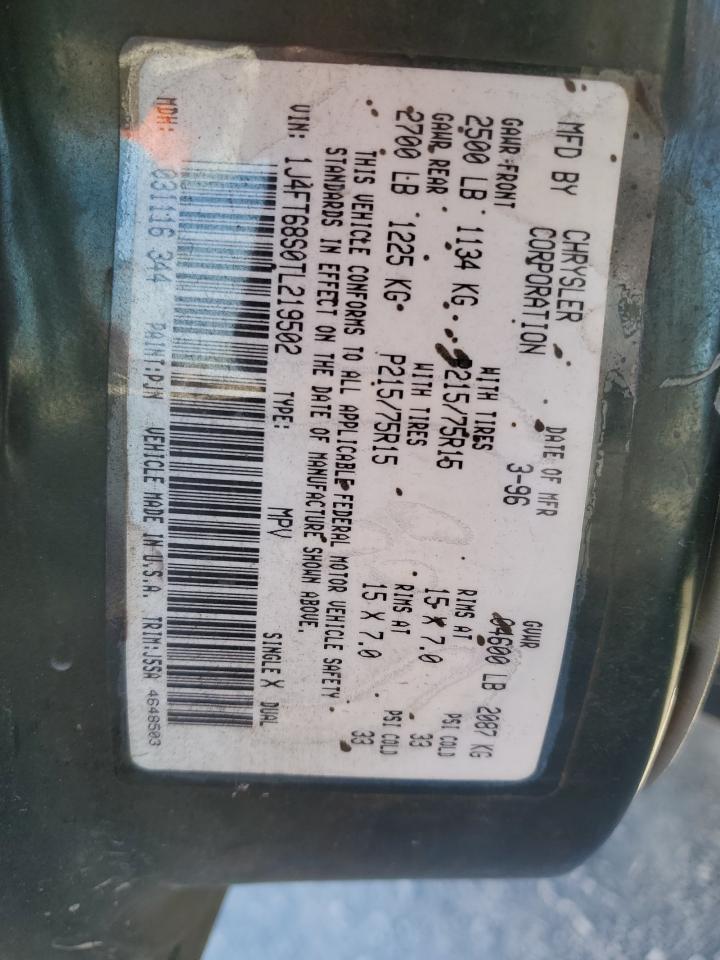 MFD BY CHRYSLER CORPORATION DATE OF MFR 3-96 GVWR 04600 LB 2087 KG
GAWR FRONT WITH TIRES RIMS AT PSI COLD
2500 LB 1134 KG P215/75R15 15 X 7.0 33
GAWR REAR WITH TIRES RIMS AT PSI COLD
2700 LB 1225 KG P215/75R15 15 X 7.0 33
THIS VEHICLE CONFORMS TO ALL APPLICABLE FEDERAL MOTOR VEHICLE SAFETY
STANDARDS IN EFFECT ON THE DATE OF MANUFACTURE SHOWN ABOVE.
VIN: 1J4FT68S0TL219502 TYPE: MPV SINGLE X DUAL
MDH: 031116 344 PAINT: VEHICLE MADE IN U.S.A. TRIM: 4648503